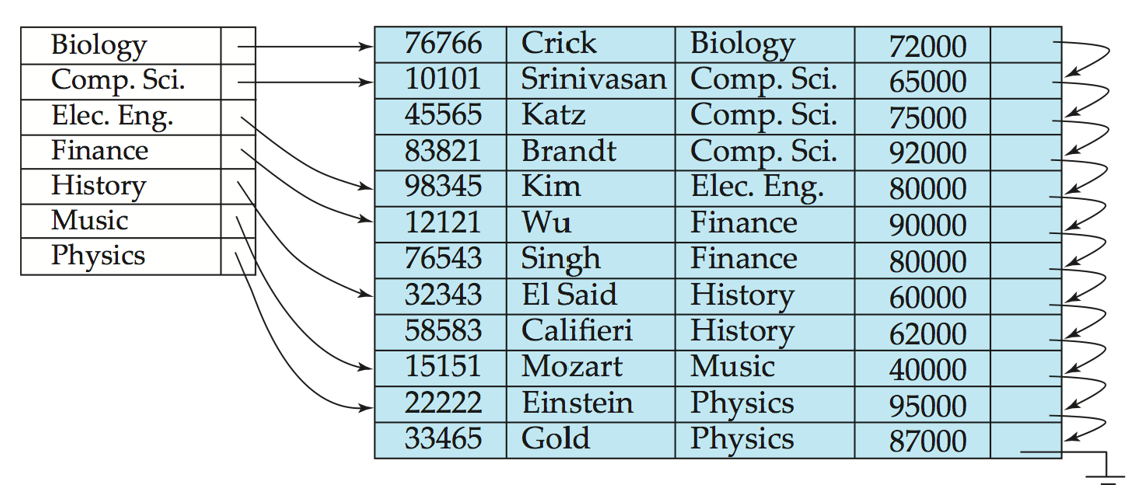 Biology
Comp. Sci.
Elec. Eng.
Finance
History
Music
Physics
76766 Crick Biology 72000
10101 Srinivasan Comp. Sci. 65000
45565 Katz Comp. Sci. 75000
83821 Brandt Comp. Sci. 92000
98345 Kim Elec. Eng. 80000
12121 Wu Finance 90000
76543 Singh Finance 80000
32343 El Said History 60000
58583 Califieri History 62000
15151 Mozart Music 40000
22222 Einstein Physics 95000
33465 Gold Physics 87000